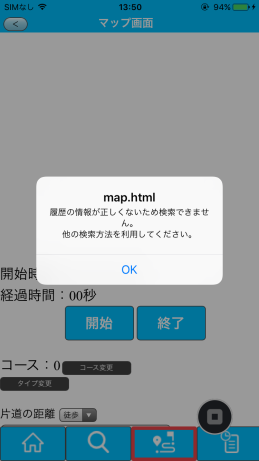 SIMなし 13:50 94%
< マップ画面
map.html
履歴の情報が正しくないため検索できませ
ん。
他の検索方法を利用してください。
OK
開始時
経過時間：00秒
開始 終了
コース：0 コース変更
タイプ変更
片道の距離 徒歩